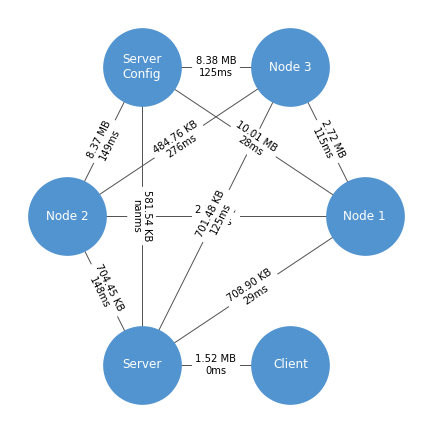 Server
Config
8.38 MB
125ms
Node 3
8.37 MB
149ms
484.76 KB
276ms
10.01 MB
28ms
2.72 MB
115ms
Node 2
581.54 KB
nanms
701.48 KB
125ms
Node 1
704.45 KB
148ms
708.90 KB
29ms
Server
1.52 MB
0ms
Client